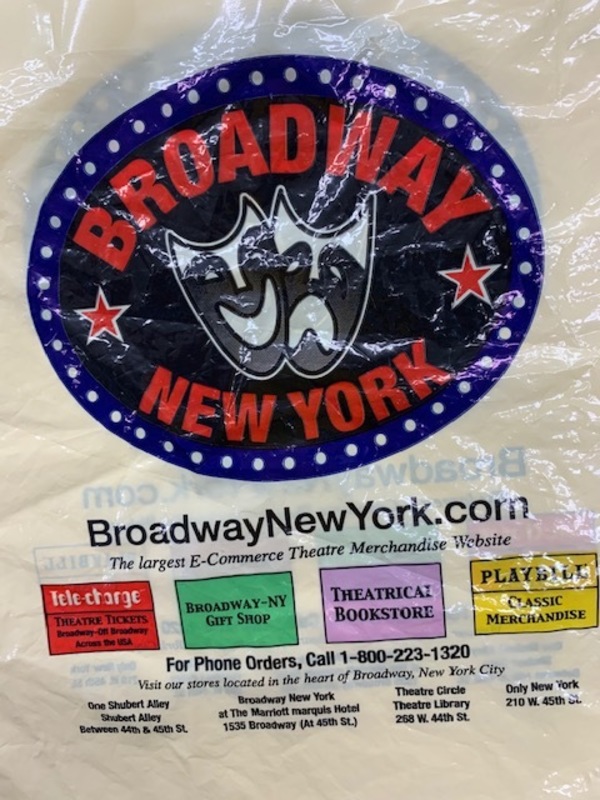 BROADWAY
NEW YORK
BroadwayNewYork.com
The largest E-Commerce Theatre Merchandise Website
Tele-charge
THEATRE TICKETS
Broadway-Off Broadway
Across the USA
BROADWAY-NY
GIFT SHOP
THEATRICAL
BOOKSTORE
PLAYBILL
CLASSIC
MERCHANDISE
For Phone Orders, Call 1-800-223-1320
Visit our stores located in the heart of Broadway, New York City
One Shubert Alley
Shubert Alley
Between 44th & 45th St.
Broadway New York
at The Marriott marquis Hotel
1535 Broadway (At 45th St.)
Theatre Circle
Theatre Library
268 W. 44th St.
Only New York
210 W. 45th St.